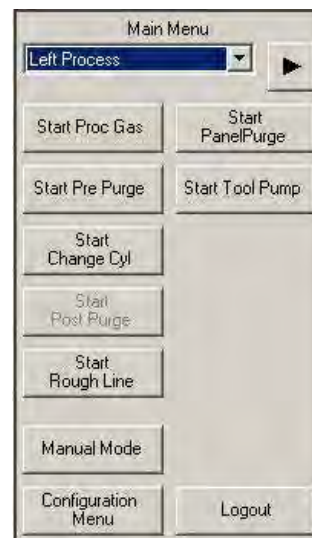 Main Menu
Left Process
Start Proc Gas
Start
PanelPurge
Start Pre Purge
Start Tool Pump
Start
Change Cyl
Start
Post Purge
Start
Rough Line
Manual Mode
Configuration
Menu
Logout